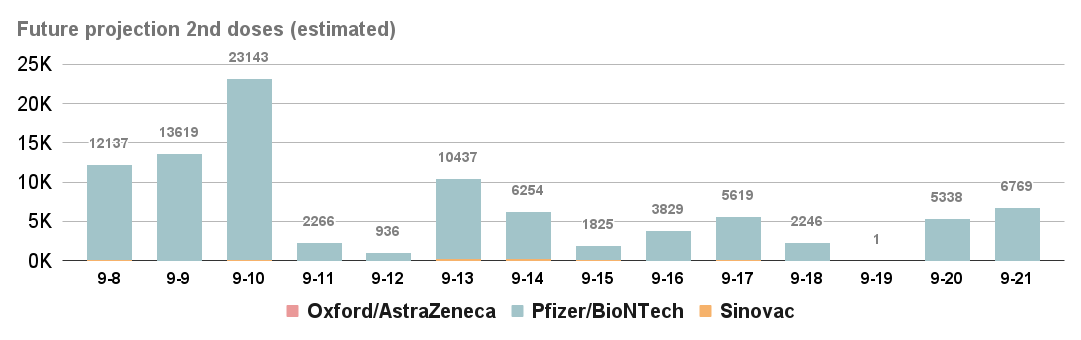 Future projection 2nd doses (estimated)
25K
20K
15K
10K
5K
0K
12137
13619
23143
2266
936
10437
6254
1825
3829
5619
2246
1
5338
6769
9-8 9-9 9-10 9-11 9-12 9-13 9-14 9-15 9-16 9-17 9-18 9-19 9-20 9-21
Oxford/AstraZeneca Pfizer/BioNTech Sinovac